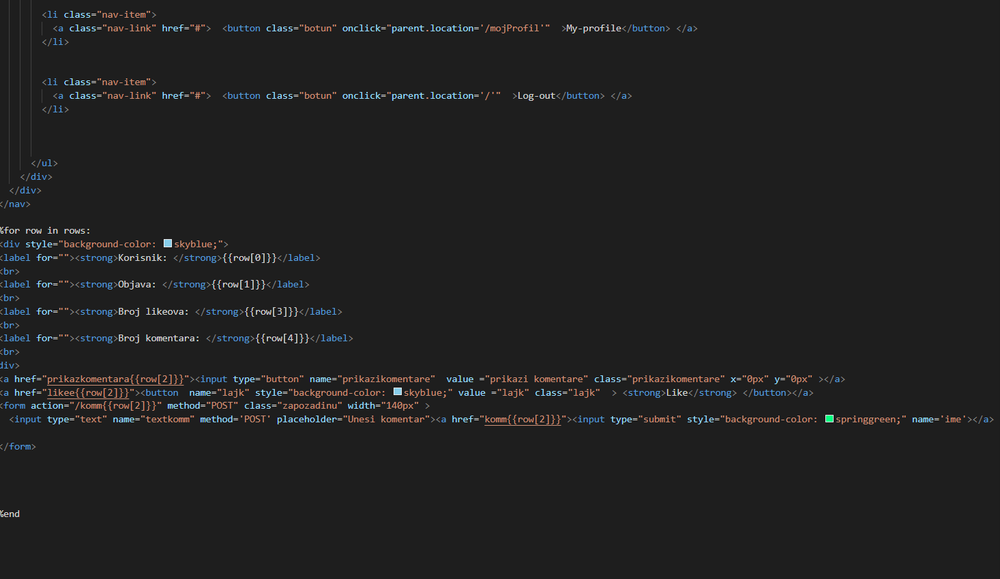 <li class="nav-item">
<a class="nav-link" href="#">  <button class="botun" onclick="parent.location='/mojProfil'"  >My-profile</button> </a>
</li>
<li class="nav-item">
<a class="nav-link" href="#">  <button class="botun" onclick="parent.location='/'"  >Log-out</button> </a>
</li>
</ul>
</div>
</div>
</nav>
%for row in rows:
<div style="background-color: skyblue;">
<label for=""><strong>Korisnik: </strong>{{row[0]}}</label>
<br>
<label for=""><strong>Objava: </strong>{{row[1]}}</label>
<br>
<label for=""><strong>Broj likeova: </strong>{{row[3]}}</label>
<br>
<label for=""><strong>Broj komentara: </strong>{{row[4]}}</label>
<br>
div>
<a href="prikazkomentara{{row[2]}}"><input type="button" name="prikazikomentare"  value ="prikazi komentare" class="prikazikomentare" x="0px" y="0px" ></a>
<a href="likee{{row[2]}}"><button  name="lajk" style="background-color: skyblue;" value ="lajk" class="lajk"  > <strong>Like</strong> </button></a>
<form action="/komm{{row[2]}}" method="POST" class="zapozadinu" width="140px" >
<input type="text" name="textkomm" method='POST' placeholder="Unesi komentar"><a href="komm{{row[2]}}"><input type="submit" style="background-color: springgreen;" name='ime'></a>
</form>
%end